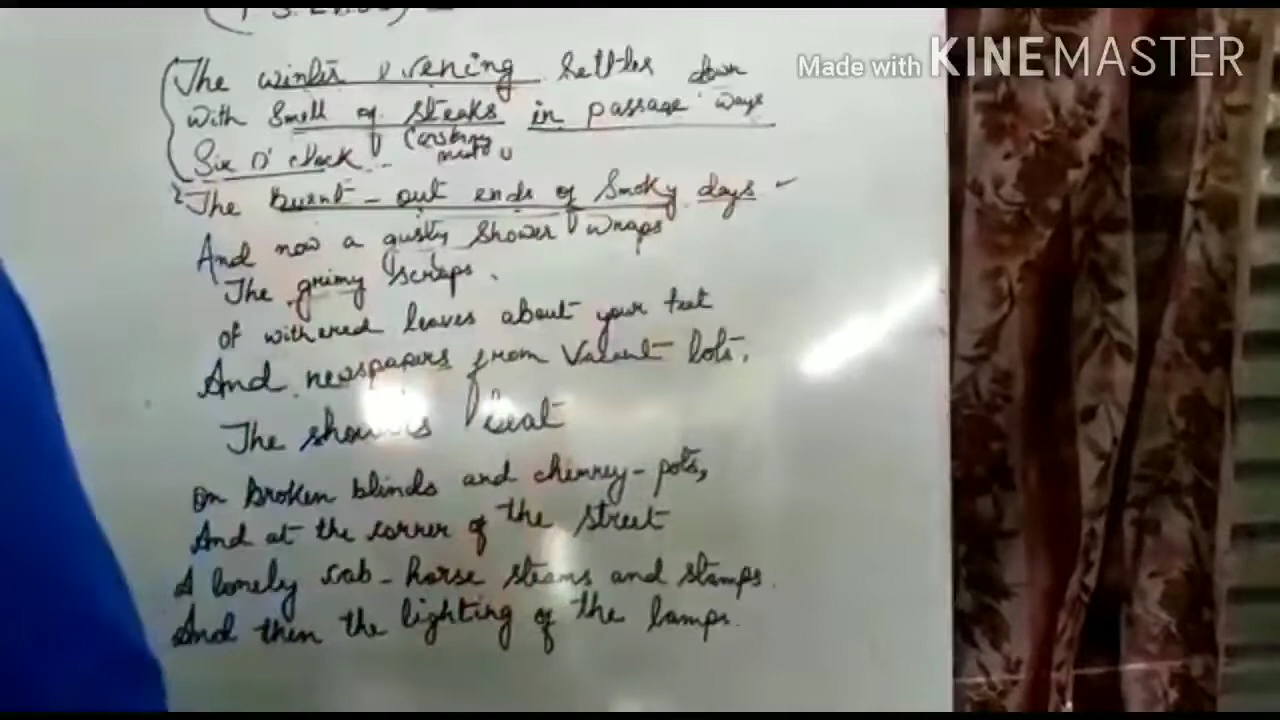 (T. S. Eliot)
Made with KINEMASTER
The winter evening settles down
With smell of steaks in passage ways
Six O' clock
The burnt-out ends of smoky days
And now a gusty shower wraps
The grimy scraps.
of withered leaves about your feet
And newspapers from vacant lots,
The showers beat
on broken blinds and chemney-pots,
And at the corner of the street
A lonely cab-horse steams and stamps.
And then the lighting of the lamps.